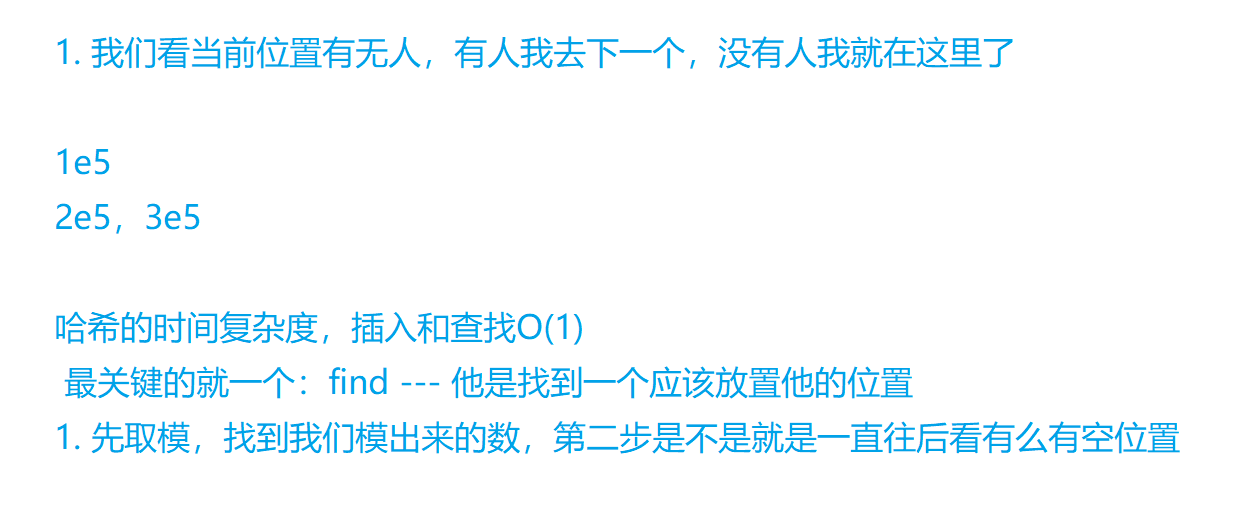 1. 我们看当前位置有无人，有人我去下一个，没有人我就在这里了
1e5
2e5，3e5
哈希的时间复杂度，插入和查找O(1)
最关键的就一个：find --- 他是找到一个应该放置他的位置
1. 先取模，找到我们模出来的数，第二步是不是就是一直往后看有么有空位置